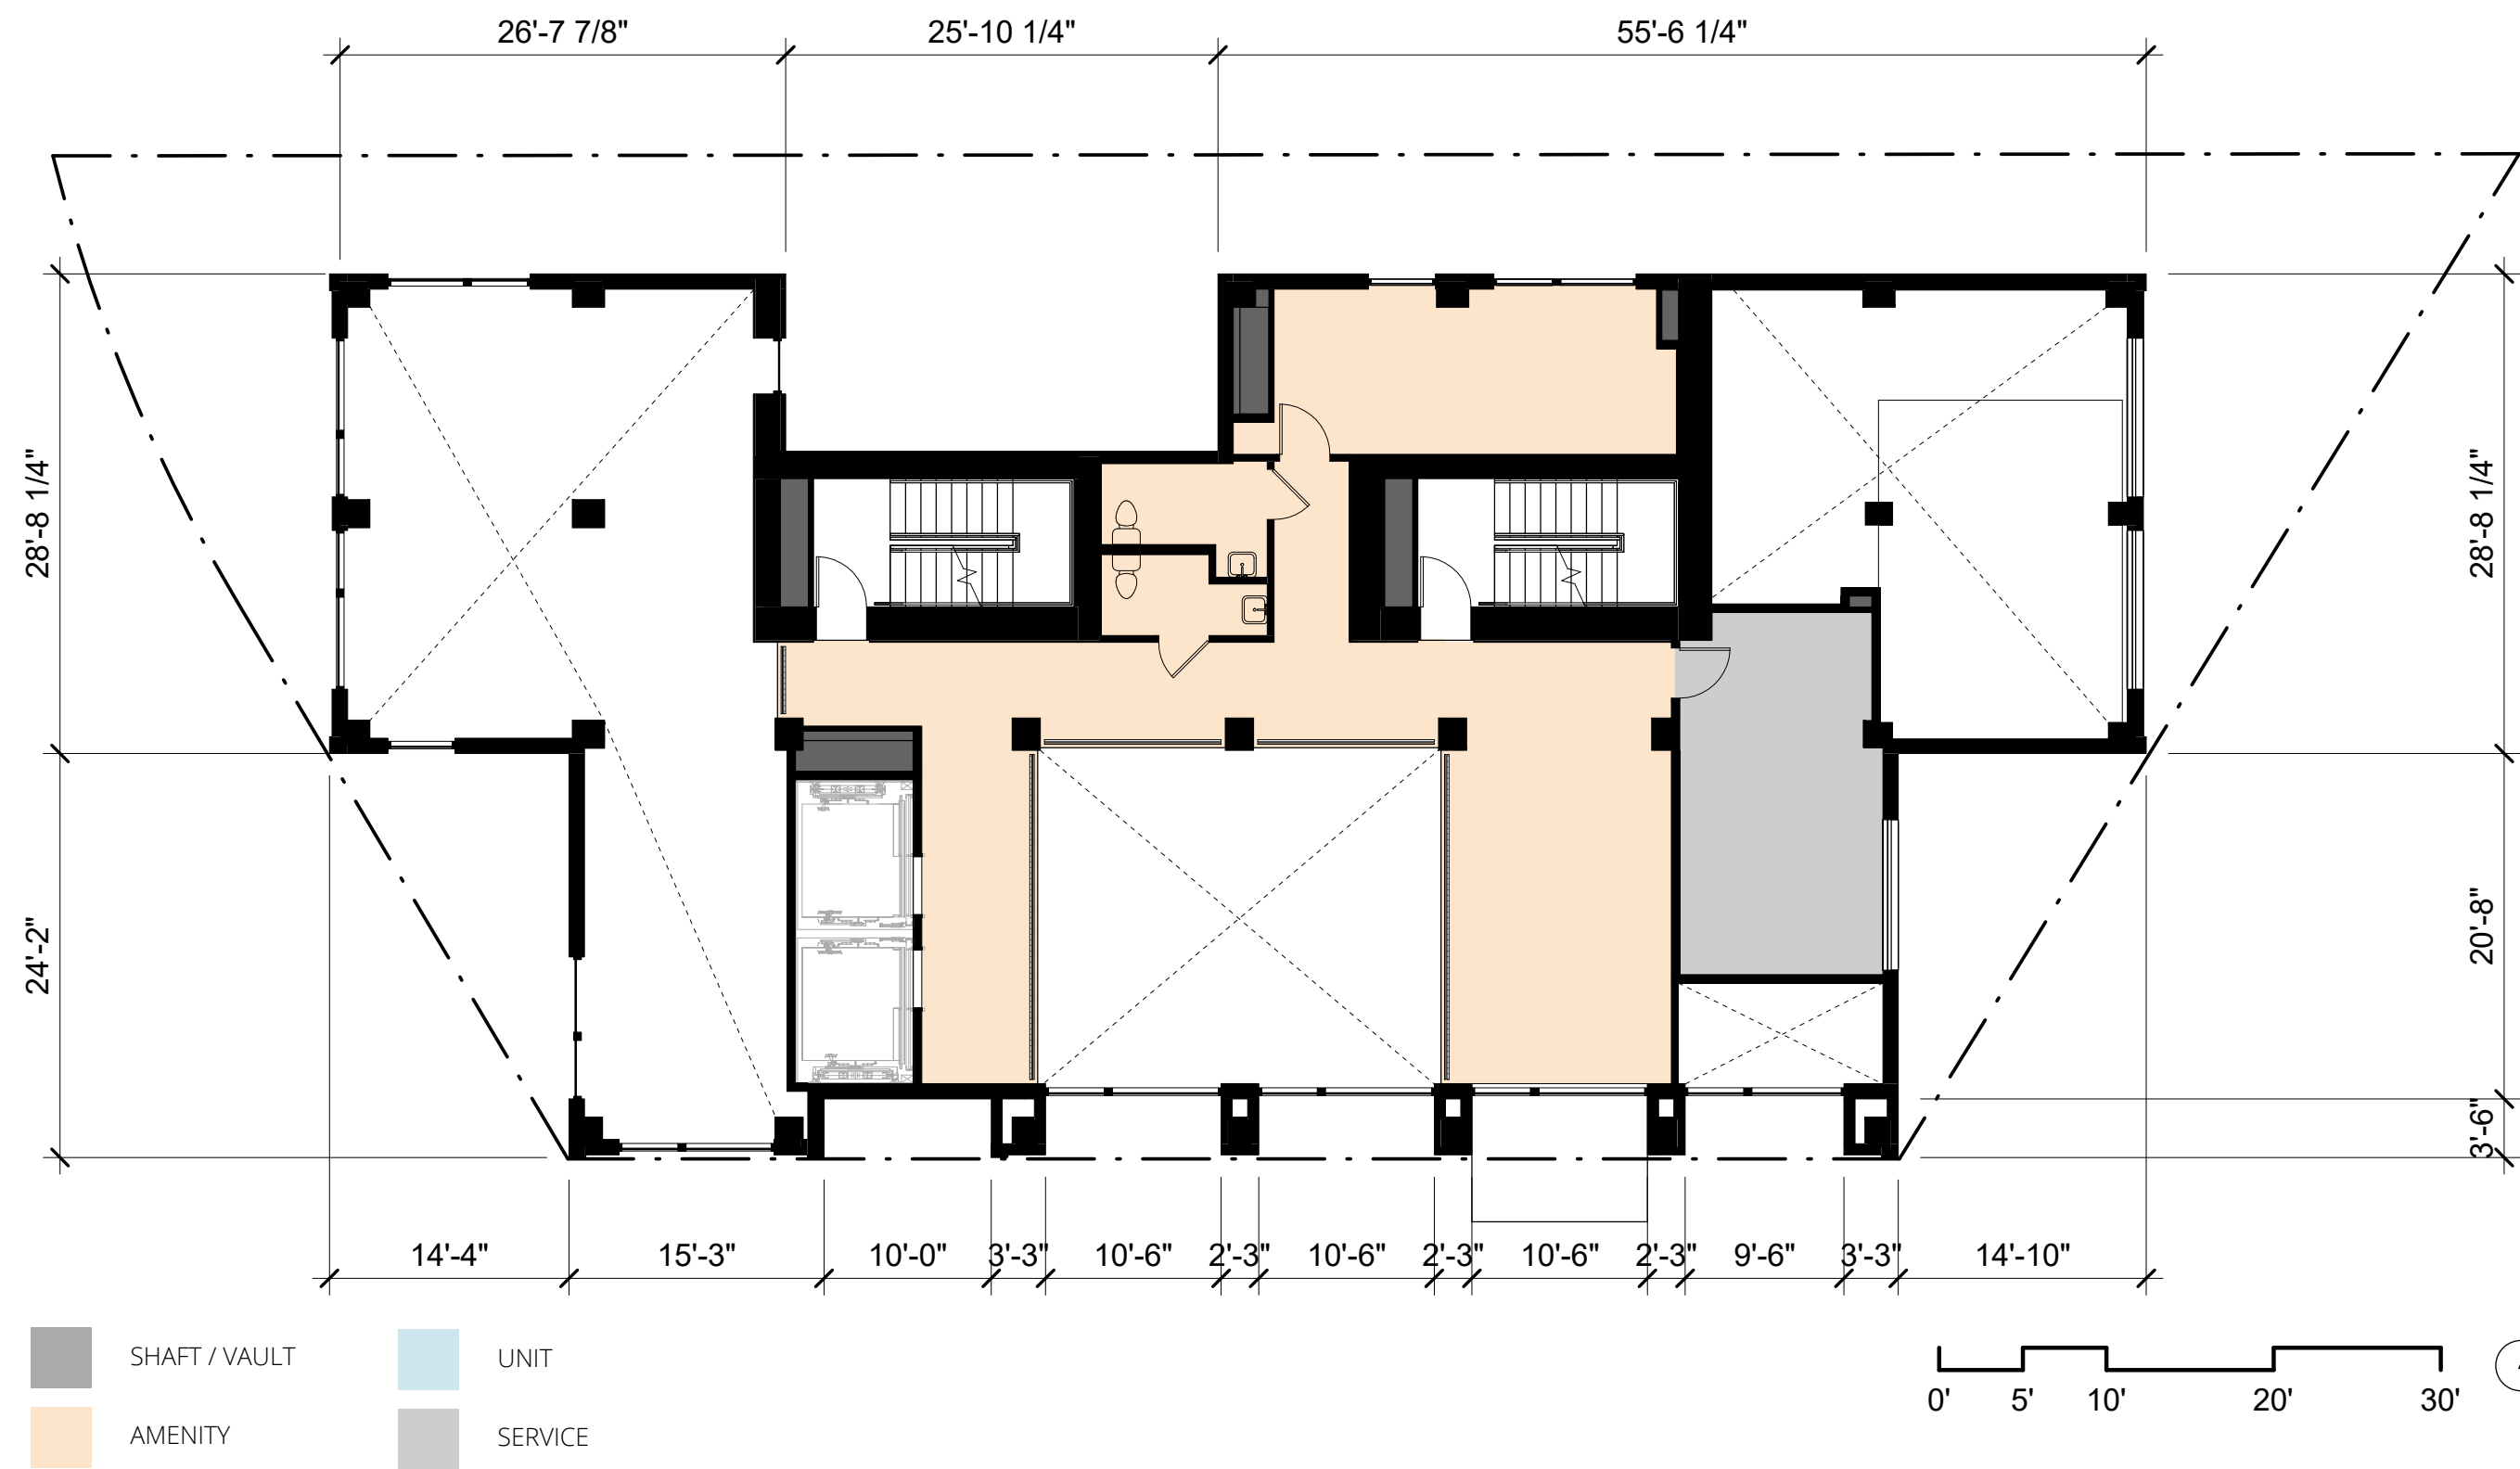 26'-7 7/8" 25'-10 1/4" 55'-6 1/4"
28'-8 1/4" 28'-8 1/4"
24'-2" 20'-8"
3'-6"
14'-4" 15'-3" 10'-0" 3'-3" 10'-6" 2'-3" 10'-6" 2'-3" 10'-6" 2'-3" 9'-6" 3'-3" 14'-10"
SHAFT / VAULT UNIT
0' 5' 10' 20' 30'
AMENITY SERVICE